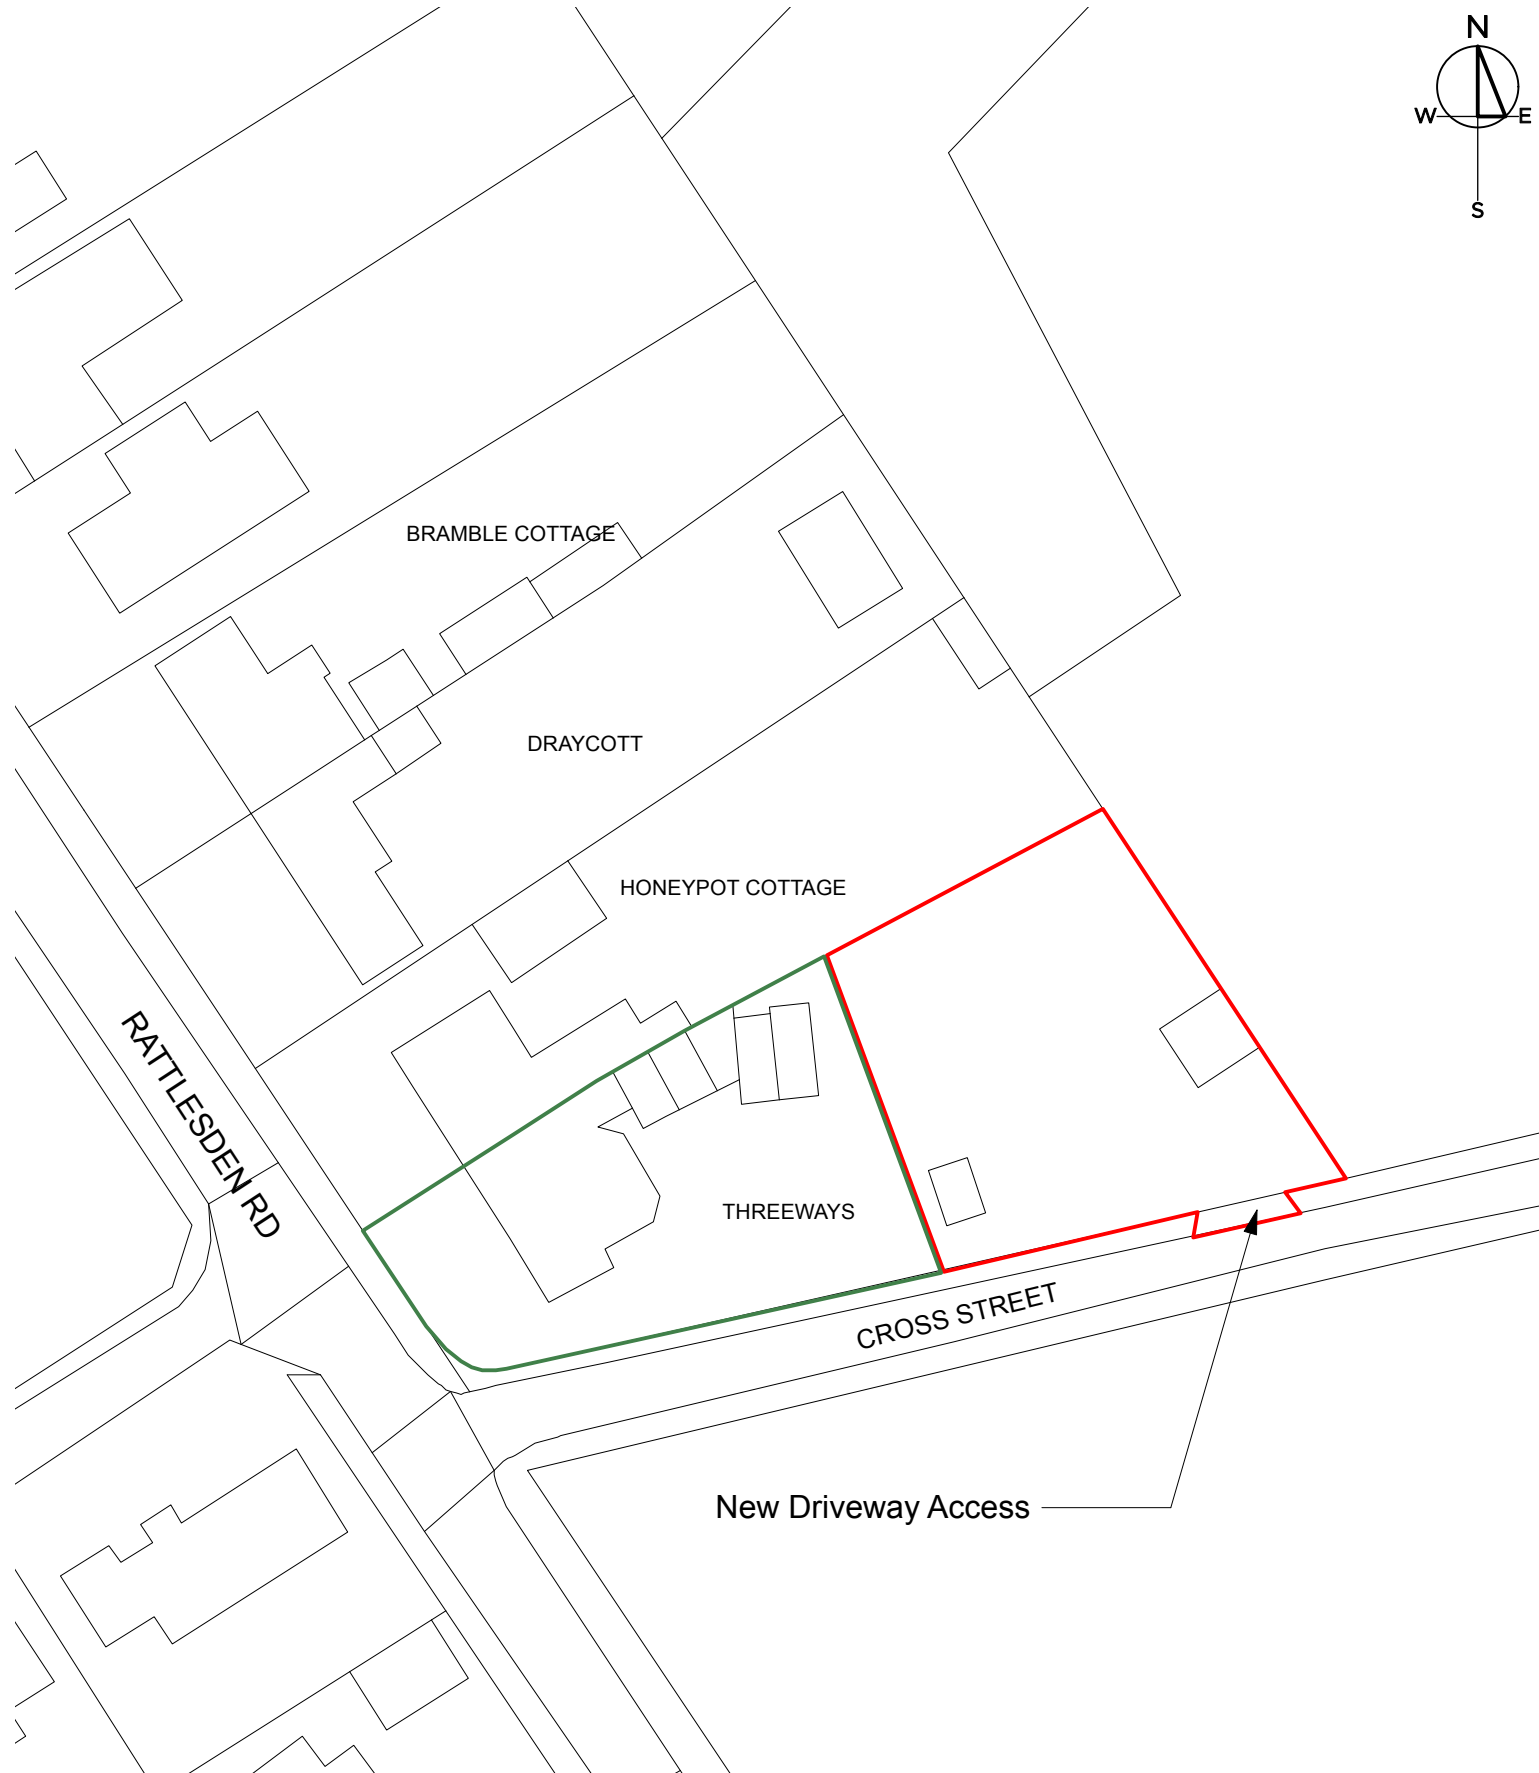 N
W
E
S
BRAMBLE COTTAGE
DRAYCOTT
HONEYPOT COTTAGE
RATTLESDEN RD
THREEWAYS
CROSS STREET
New Driveway Access